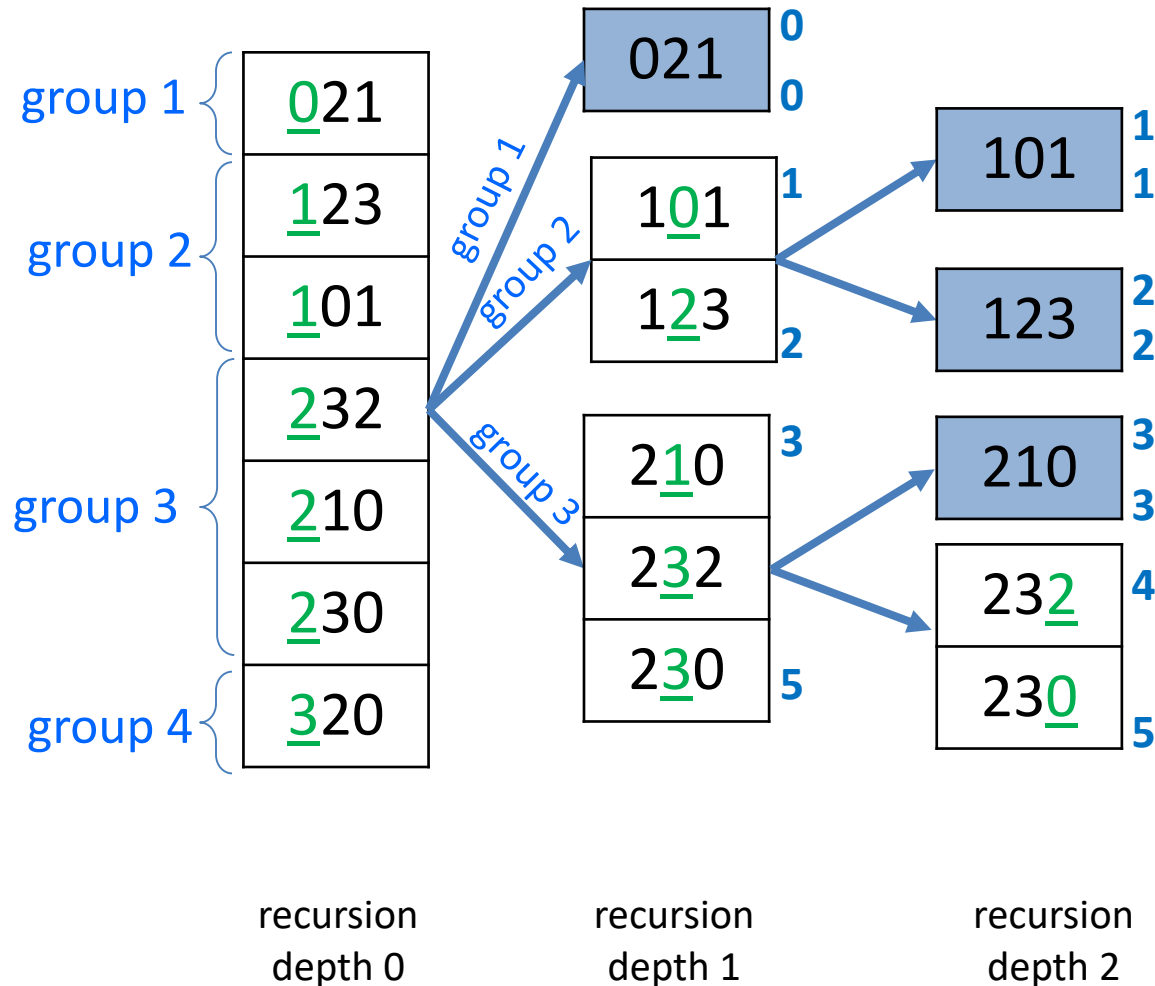 group 1
group 2
group 3
group 4
021
123
101
232
210
230
320
group 1
group 2
group 3
021
0
0
101
1
123
2
210
3
232
230
5
101
1
1
123
2
2
210
3
3
232
4
230
5
recursion
depth 0
recursion
depth 1
recursion
depth 2